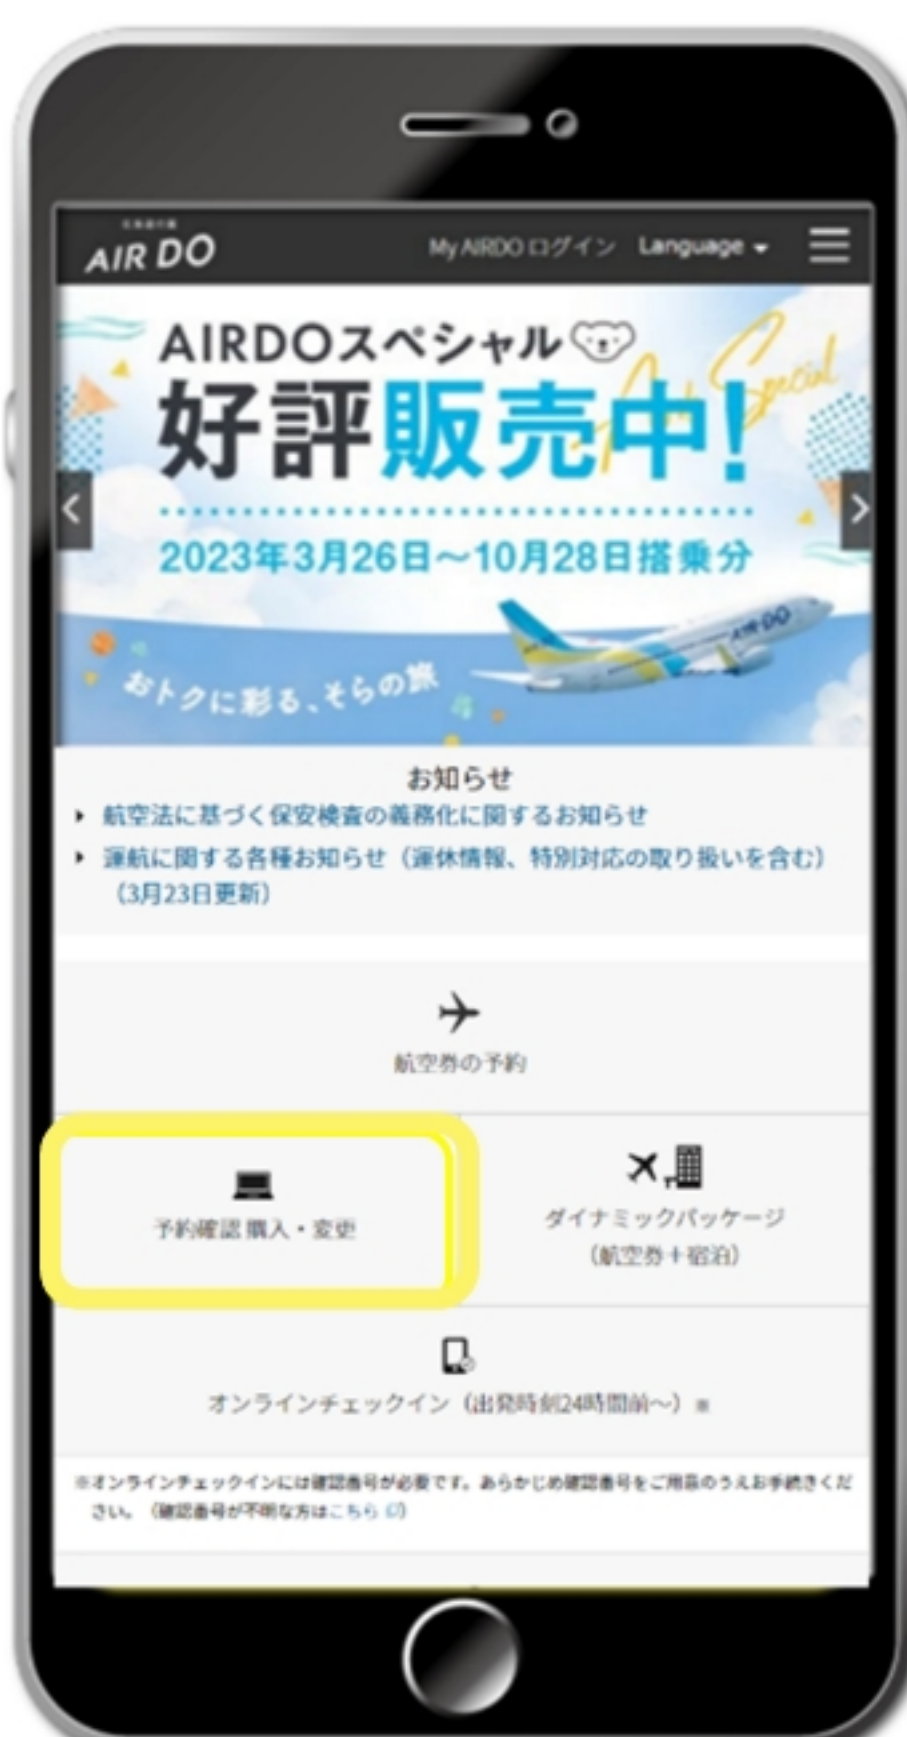 AIR DO
My AIRDO ログイン Language
AIRDOスペシャル
好評販売中!
Special
2023年3月26日～10月28日搭乗分
AIR DO
おトクに彩る、そらの旅
お知らせ
航空法に基づく保安検査の義務化に関するお知らせ
運航に関する各種お知らせ（運休情報、特別対応の取り扱いを含む）
（3月23日更新）
航空券の予約
予約確認 購入・変更
ダイナミックパッケージ
（航空券＋宿泊）
オンラインチェックイン（出発時刻24時間前～）※
※オンラインチェックインには確認番号が必要です。あらかじめ確認番号をご用意のうえお手続きくだ
さい。（確認番号が不明な方はこちら）